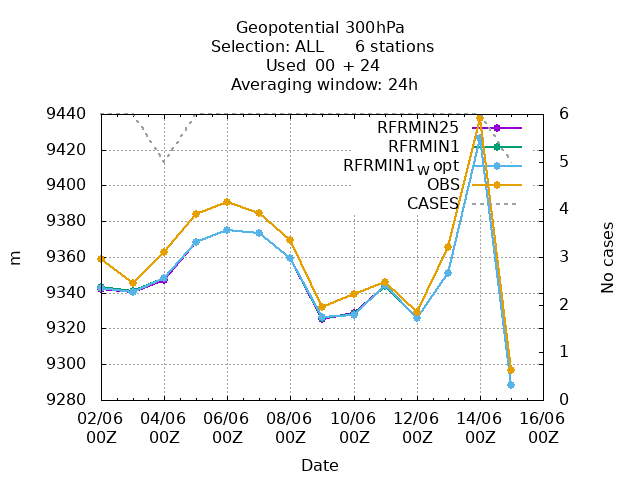 Geopotential 300hPa
Selection: ALL 6 stations
Used 00 + 24
Averaging window: 24h
9440
9420
9400
9380
9360
9340
9320
9300
9280
m
RFRMIN25
RFRMIN1
RFRMIN1w opt
OBS
CASES
6
5
4
3
2
1
0
No cases
02/06 04/06 06/06 08/06 10/06 12/06 14/06 16/06
00Z 00Z 00Z 00Z 00Z 00Z 00Z 00Z
Date